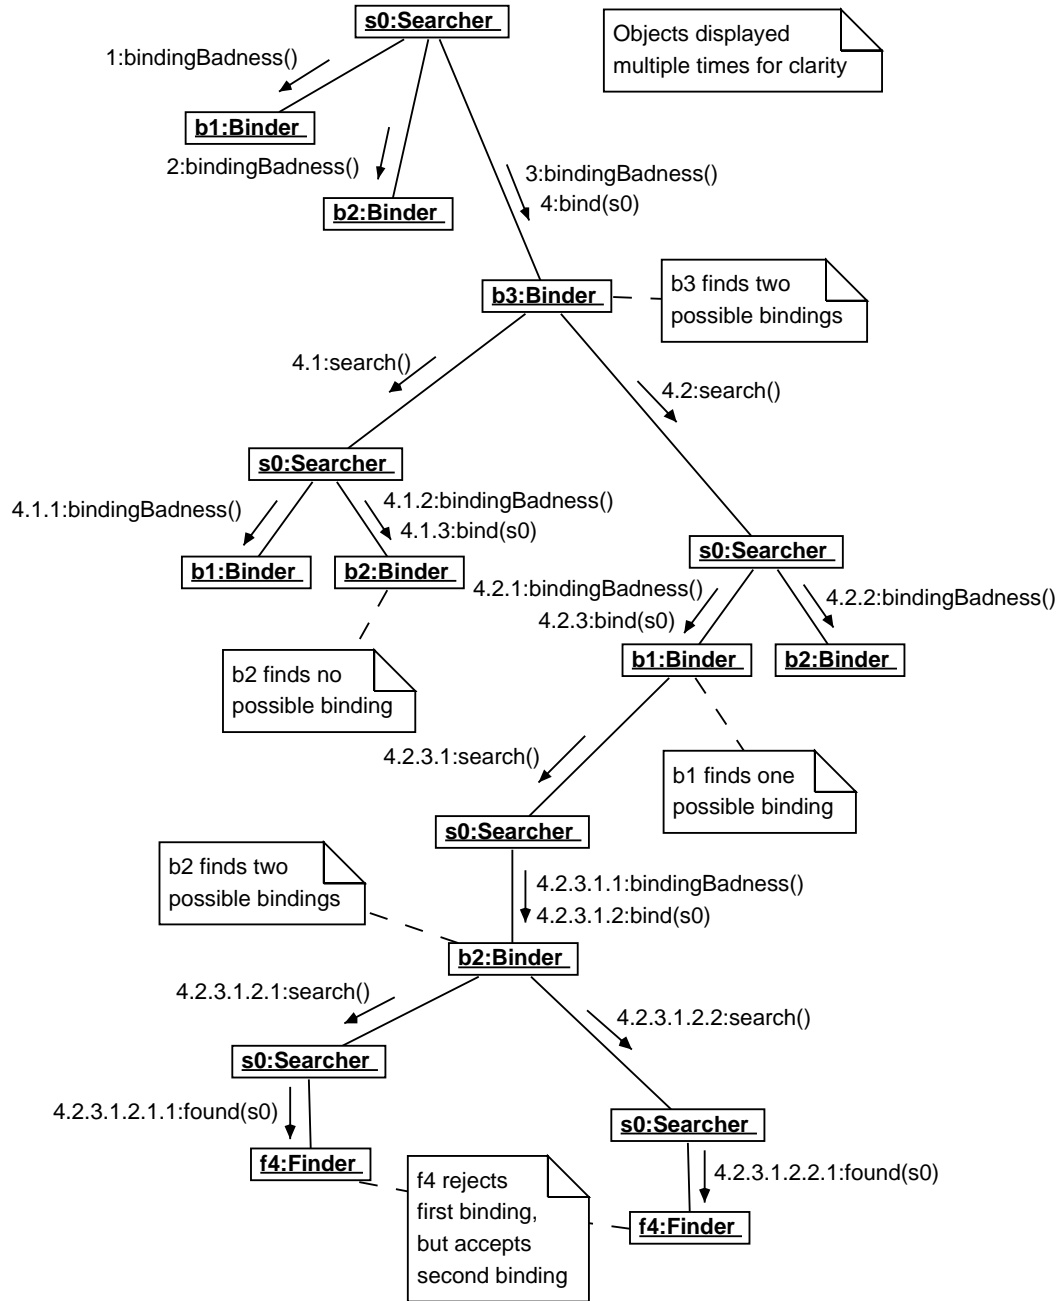 s0:Searcher
Objects displayed
multiple times for clarity
1:bindingBadness()
b1:Binder
2:bindingBadness()
b2:Binder
3:bindingBadness()
4:bind(s0)
b3:Binder
b3 finds two
possible bindings
4.1:search()
4.2:search()
s0:Searcher
4.1.1:bindingBadness()
4.1.2:bindingBadness()
4.1.3:bind(s0)
b1:Binder
b2:Binder
s0:Searcher
4.2.1:bindingBadness()
4.2.3:bind(s0)
4.2.2:bindingBadness()
b1:Binder
b2:Binder
b2 finds no
possible binding
4.2.3.1:search()
b1 finds one
possible binding
s0:Searcher
b2 finds two
possible bindings
4.2.3.1.1:bindingBadness()
4.2.3.1.2:bind(s0)
b2:Binder
4.2.3.1.2.1:search()
4.2.3.1.2.2:search()
s0:Searcher
4.2.3.1.2.1.1:found(s0)
s0:Searcher
f4:Finder
4.2.3.1.2.2.1:found(s0)
f4 rejects
first binding,
but accepts
second binding
f4:Finder